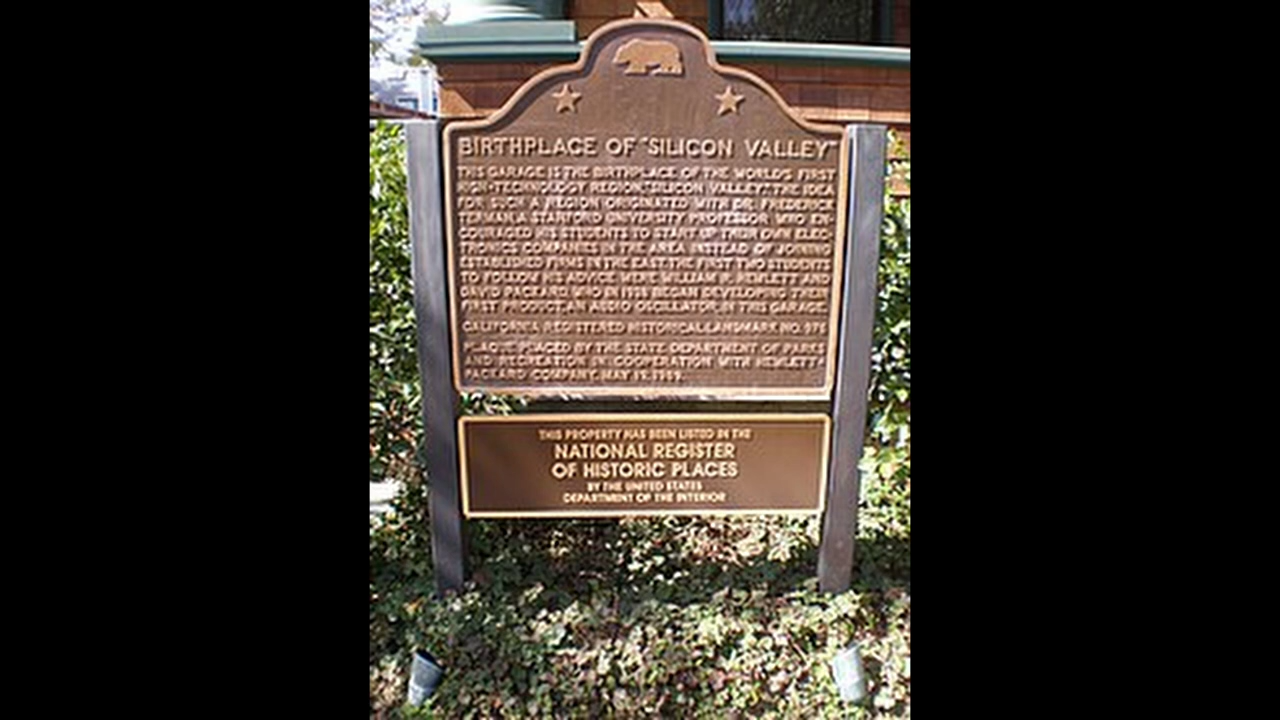 BIRTHPLACE OF "SILICON VALLEY"
THIS GARAGE IS THE BIRTHPLACE OF THE WORLD'S FIRST
HIGH-TECHNOLOGY REGION, "SILICON VALLEY." THE IDEA
FOR SUCH A REGION ORIGINATED WITH DR. FREDERICK
TERMAN, A STANFORD UNIVERSITY PROFESSOR WHO EN-
COURAGED HIS STUDENTS TO START UP THEIR OWN ELEC-
TRONICS COMPANIES IN THE AREA INSTEAD OF JOINING
ESTABLISHED FIRMS IN THE EAST. THE FIRST TWO STUDENTS
TO FOLLOW HIS ADVICE WERE WILLIAM R. HEWLETT AND
DAVID PACKARD, WHO IN 1938 BEGAN DEVELOPING THEIR
FIRST PRODUCT, AN AUDIO OSCILLATOR, IN THIS GARAGE.
CALIFORNIA REGISTERED HISTORICAL LANDMARK NO. 976
PLAQUE PLACED BY THE STATE DEPARTMENT OF PARKS
AND RECREATION IN COOPERATION WITH HEWLETT-
PACKARD COMPANY, MAY 19, 1989.
THIS PROPERTY HAS BEEN LISTED IN THE
NATIONAL REGISTER
OF HISTORIC PLACES
BY THE UNITED STATES
DEPARTMENT OF THE INTERIOR